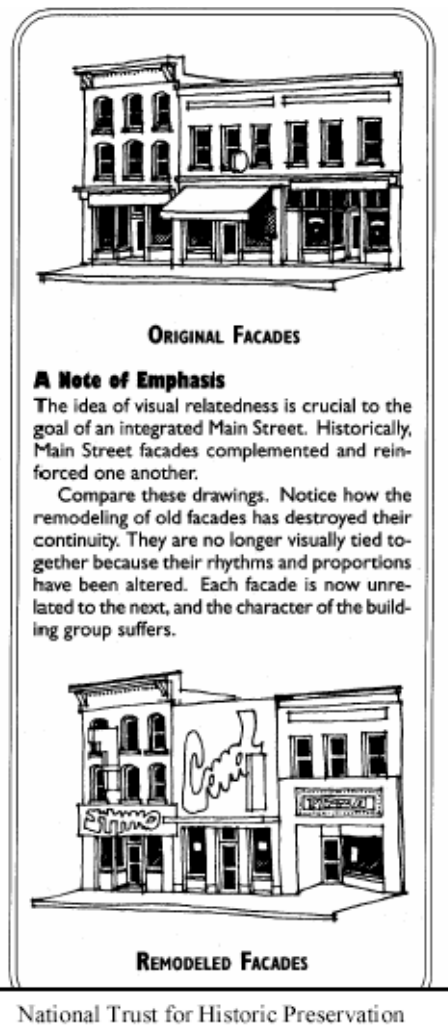 ORIGINAL FACADES
A Note of Emphasis
The idea of visual relatedness is crucial to the
goal of an integrated Main Street. Historically,
Main Street facades complemented and rein-
forced one another.
Compare these drawings. Notice how the
remodeling of old facades has destroyed their
continuity. They are no longer visually tied to-
gether because their rhythms and proportions
have been altered. Each facade is now unre-
lated to the next, and the character of the build-
ing group suffers.
PIZZA
REMODELED FACADES
National Trust for Historic Preservation